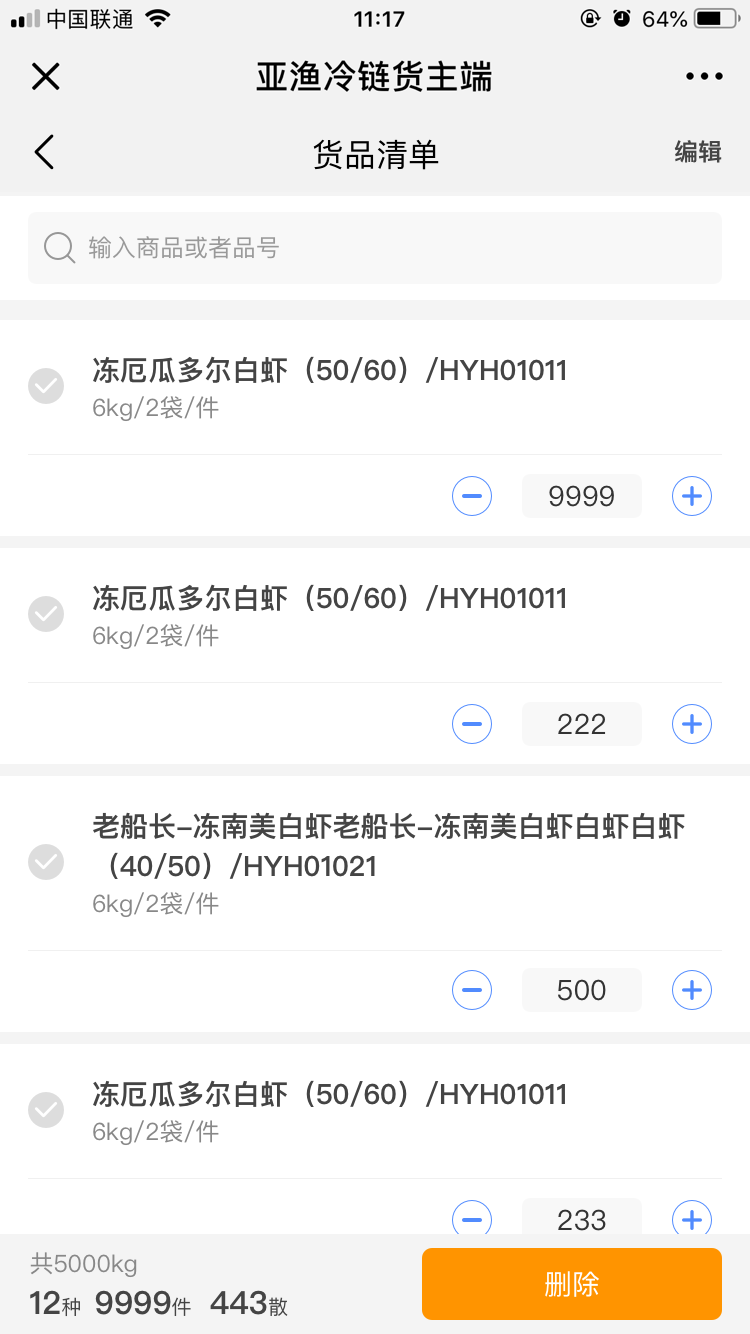 中国联通 11:17 64%
亚渔冷链货主端
货品清单 编辑
输入商品或者品号
冻厄瓜多尔白虾（50/60）/HYH01011
6kg/2袋/件
9999
冻厄瓜多尔白虾（50/60）/HYH01011
6kg/2袋/件
222
老船长–冻南美白虾老船长–冻南美白虾白虾白虾
（40/50）/HYH01021
6kg/2袋/件
500
冻厄瓜多尔白虾（50/60）/HYH01011
6kg/2袋/件
233
共5000kg
12种 9999件 443散
删除